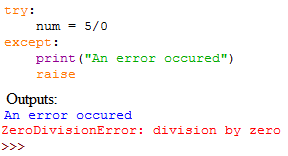 try:
    num = 5/0
except:
    print("An error occured")
    raise
Outputs:
An error occured
ZeroDivisionError: division by zero
>>>